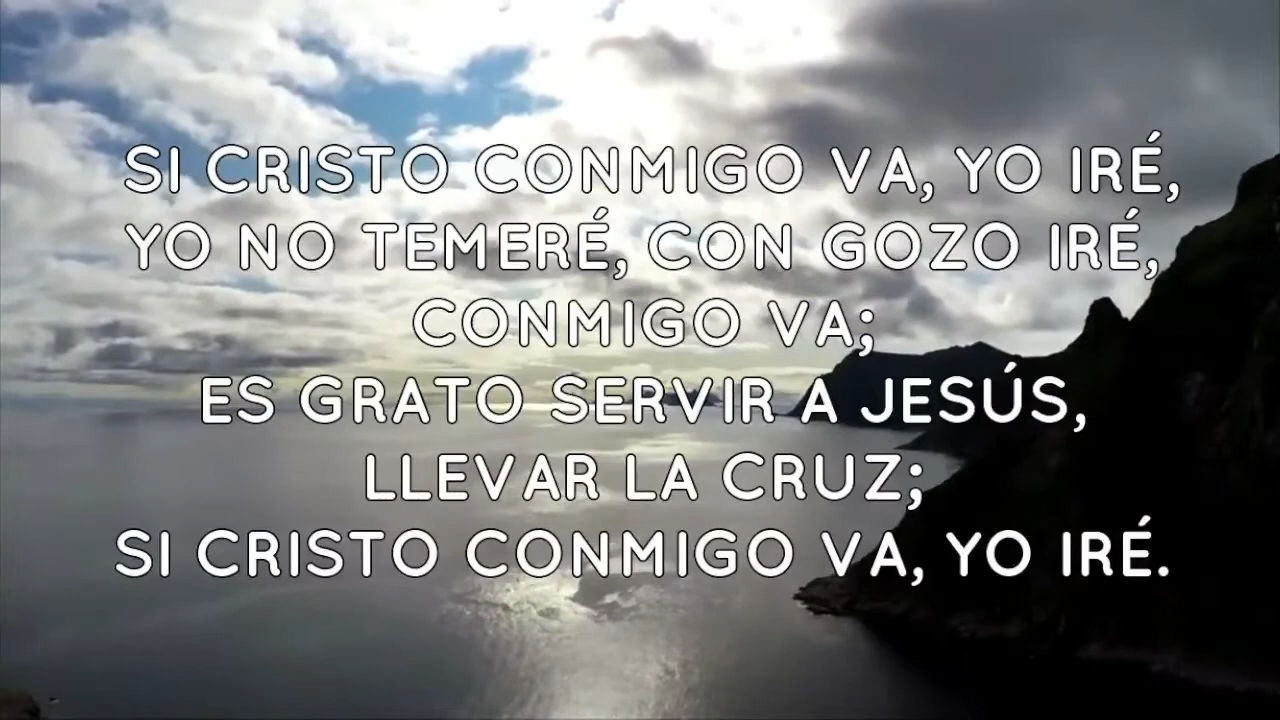 SI CRISTO CONMIGO VA, YO IRÉ,
YO NO TEMERÉ, CON GOZO IRÉ,
CONMIGO VA;
ES GRATO SERVIR A JESÚS,
LLEVAR LA CRUZ;
SI CRISTO CONMIGO VA, YO IRÉ.